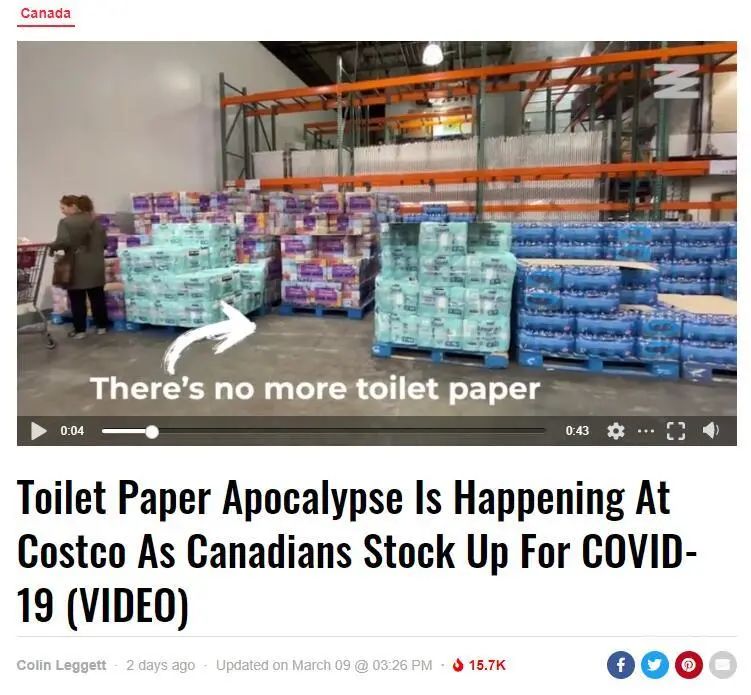 Canada
N
There's no more toilet paper
0:04
0:43
Toilet Paper Apocalypse Is Happening At
Costco As Canadians Stock Up For COVID-
19 (VIDEO)
Colin Leggett · 2 days ago · Updated on March 09 @ 03:26 PM · 15.7K